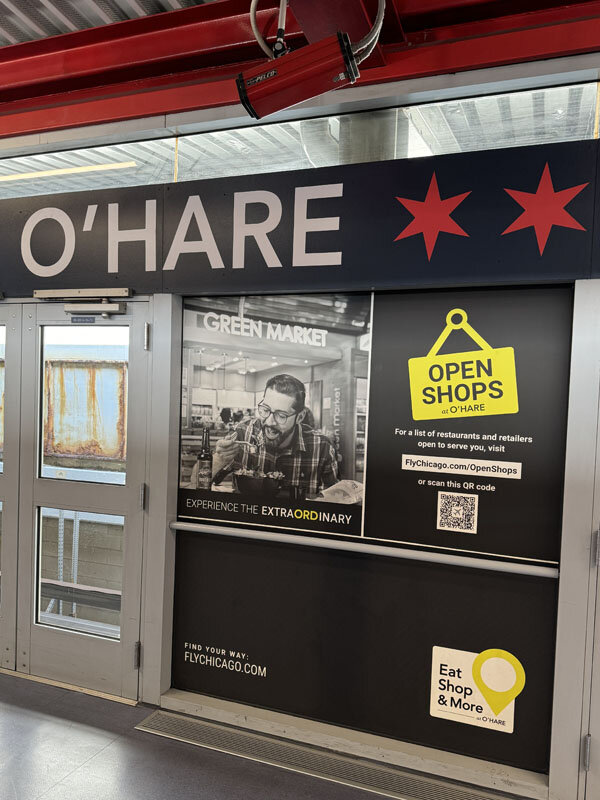 PELCO
O'HARE
GREEN MARKET
green market
EXPERIENCE THE EXTRAORDINARY
OPEN
SHOPS
at O'HARE
For a list of restaurants and retailers
open to serve you, visit
FlyChicago.com/OpenShops
or scan this QR code
FIND YOUR WAY:
FLYCHICAGO.COM
Eat
Shop
& More
at O'HARE